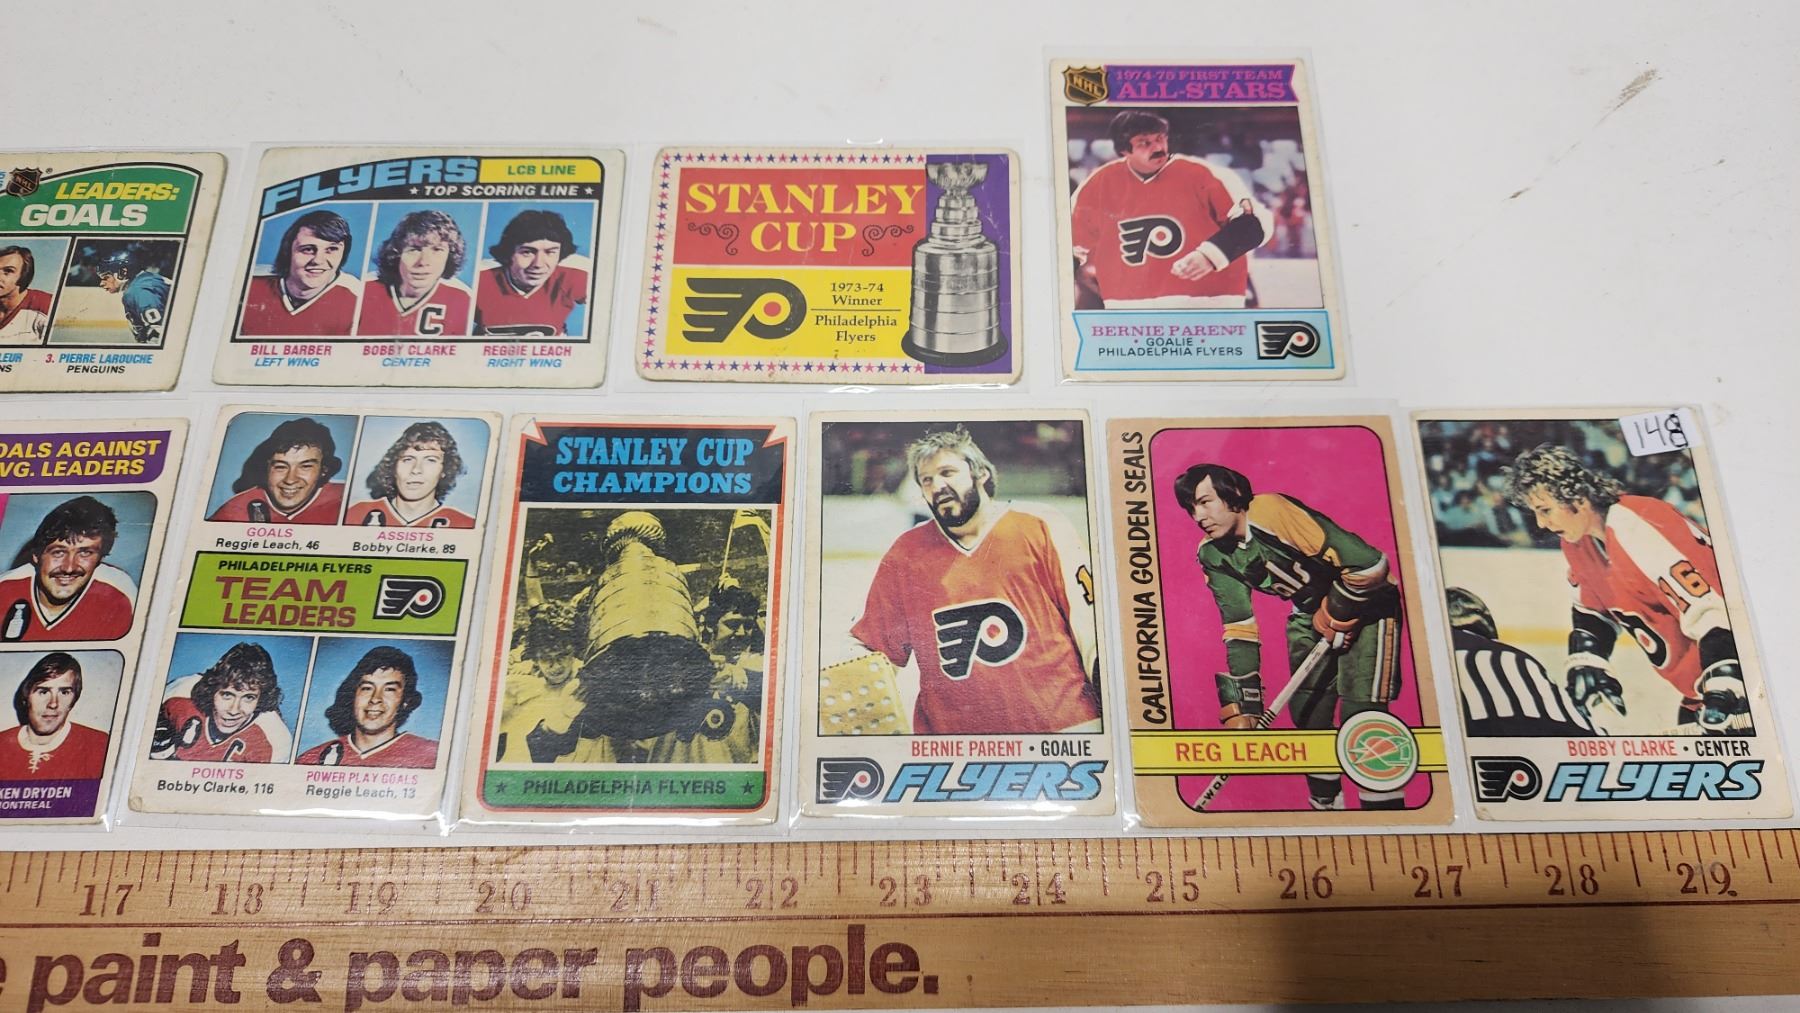 LEADERS:
GOALS
3. PIERRE LAROUCHE
PENGUINS
FLYERS
LCB LINE
★ TOP SCORING LINE ★
BILL BARBER
LEFT WING
BOBBY CLARKE
CENTER
REGGIE LEACH
RIGHT WING
C
STANLEY
CUP
1973-74
Winner
Philadelphia
Flyers
NHL
1974-75 FIRST TEAM
ALL-STARS
BERNIE PARENT
• GOALIE •
PHILADELPHIA FLYERS
OALS AGAINST
VG. LEADERS
KEN DRYDEN
MONTREAL
GOALS
Reggie Leach, 46
ASSISTS
Bobby Clarke, 89
PHILADELPHIA FLYERS
TEAM
LEADERS
POINTS
Bobby Clarke, 116
POWER PLAY GOALS
Reggie Leach, 13
STANLEY CUP
CHAMPIONS
★ PHILADELPHIA FLYERS ★
BERNIE PARENT • GOALIE
FLYERS
CALIFORNIA GOLDEN SEALS
REG LEACH
148
16
BOBBY CLARKE • CENTER
FLYERS
17 18 19 20 21 22 23 24 25 26 27 28 29
paint & paper people.